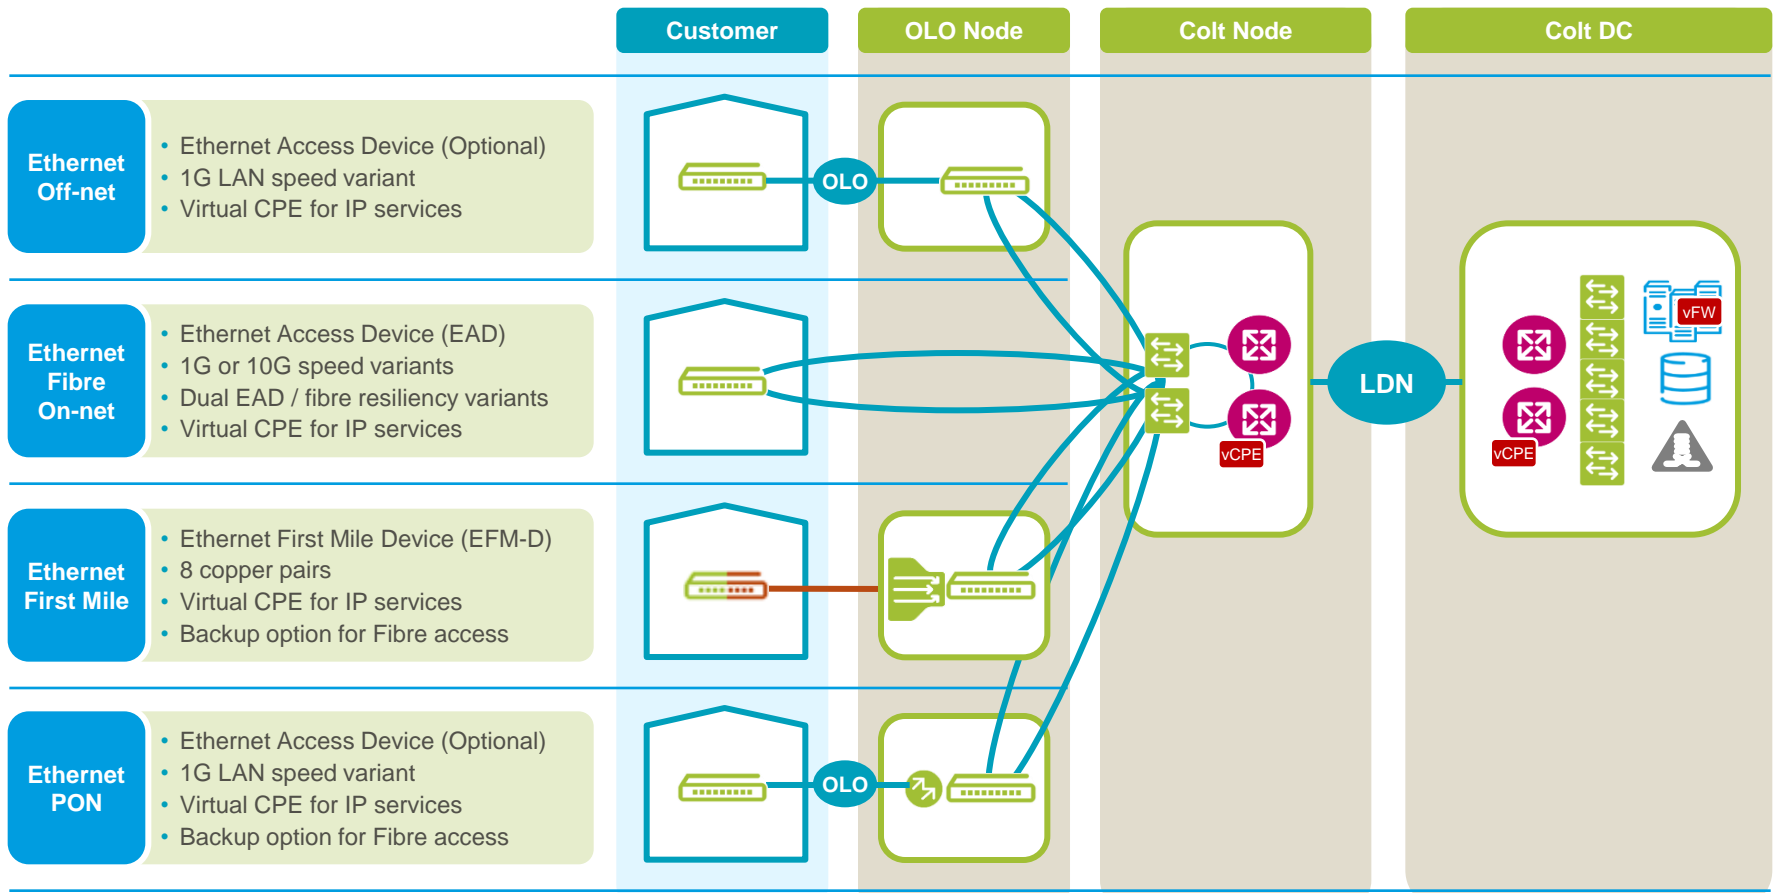 Customer
OLO Node
Colt Node
Colt DC
Ethernet
Off-net
• Ethernet Access Device (Optional)
• 1G LAN speed variant
• Virtual CPE for IP services
OLO
Ethernet
Fibre
On-net
• Ethernet Access Device (EAD)
• 1G or 10G speed variants
• Dual EAD / fibre resiliency variants
• Virtual CPE for IP services
vCPE
LDN
vFW
vCPE
Ethernet
First Mile
• Ethernet First Mile Device (EFM-D)
• 8 copper pairs
• Virtual CPE for IP services
• Backup option for Fibre access
Ethernet
PON
• Ethernet Access Device (Optional)
• 1G LAN speed variant
• Virtual CPE for IP services
• Backup option for Fibre access
OLO